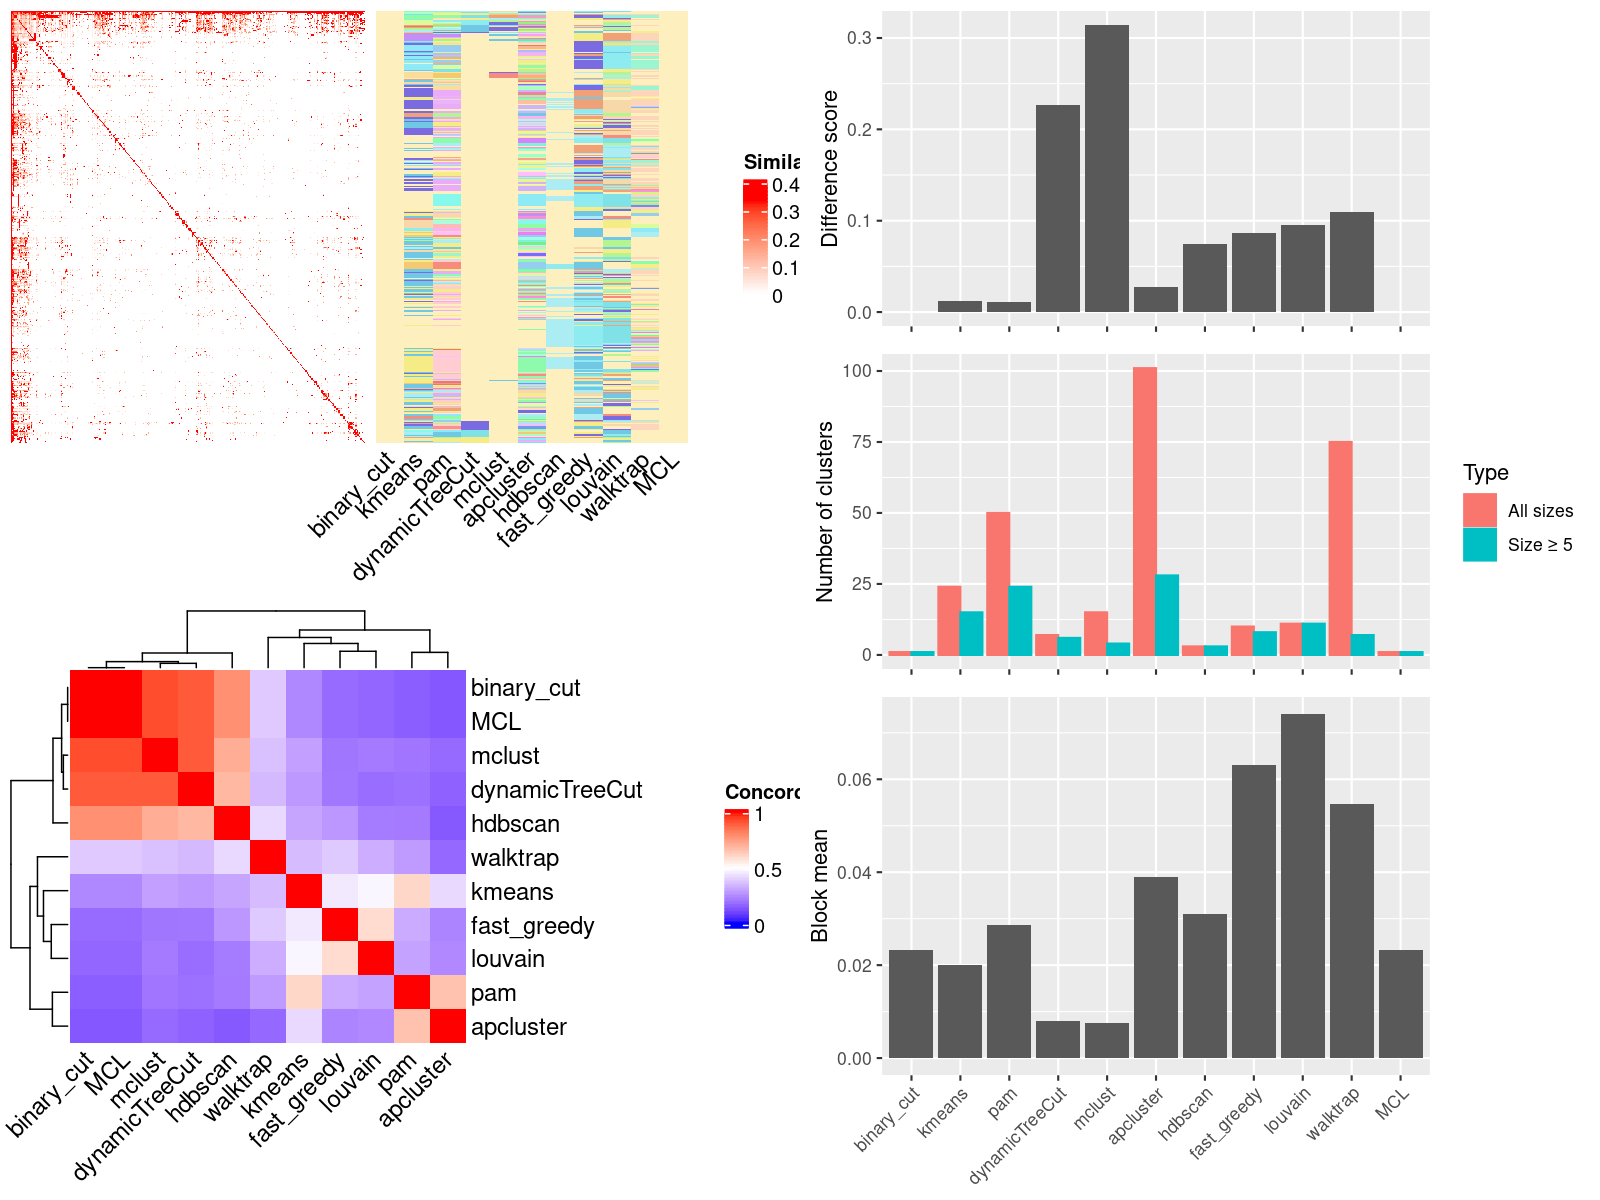 Simila
0.4
0.3
0.2
0.1
0
binary_cut
kmeans
pam
dynamicTreeCut
mclust
apcluster
hdbscan
fast_greedy
louvain
walktrap
MCL
binary_cut
MCL
mclust
dynamicTreeCut
hdbscan
walktrap
kmeans
fast_greedy
louvain
pam
apcluster
Concord
1
0.5
0
binary_cut
MCL
mclust
dynamicTreeCut
hdbscan
walktrap
kmeans
fast_greedy
louvain
pam
apcluster
Difference score
0.3
0.2
0.1
0.0
Number of clusters
100
75
50
25
0
Type
All sizes
Size ≥ 5
Block mean
0.06
0.04
0.02
0.00
binary_cut
kmeans
pam
dynamicTreeCut
mclust
apcluster
hdbscan
fast_greedy
louvain
walktrap
MCL